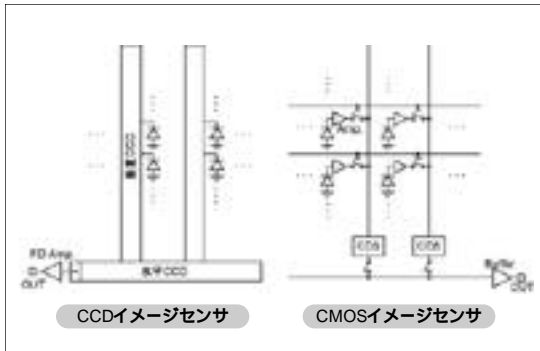 垂直CCD
FD Amp
OUT
水平CCD
CCDイメージセンサ
Amp.
CDS
CDS
Buffer
OUT
CMOSイメージセンサ